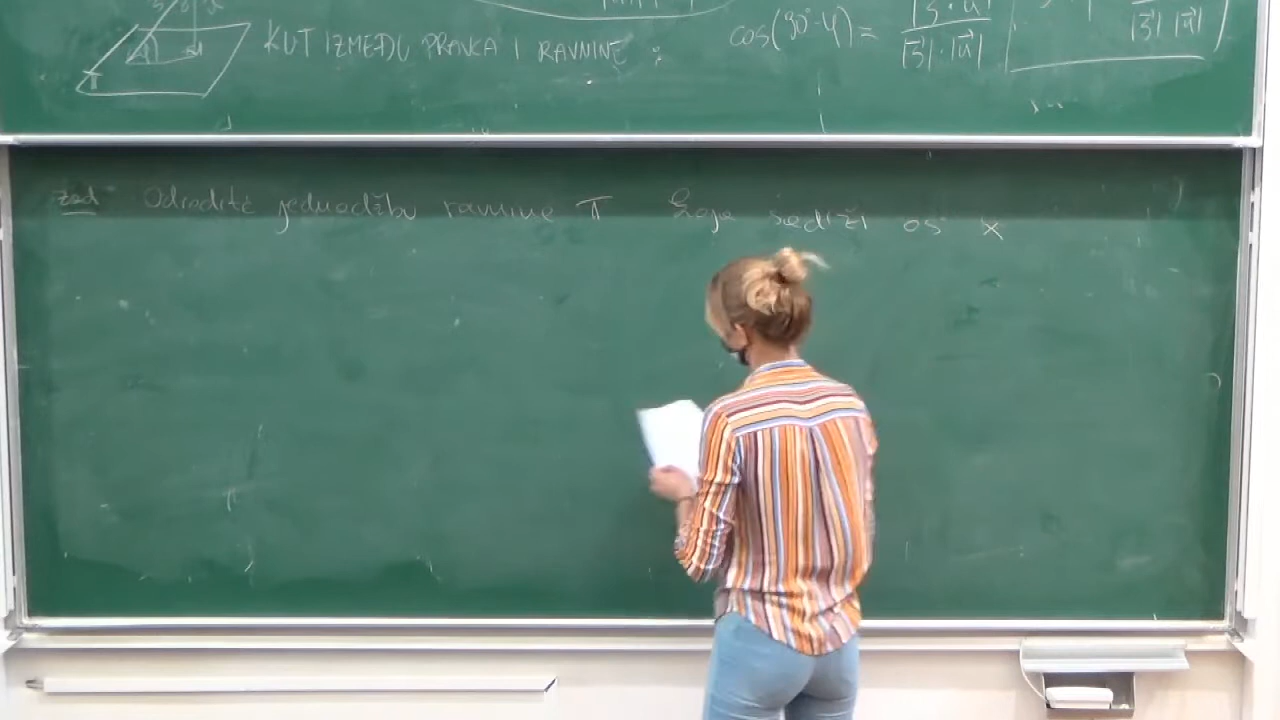 KUT IZMEĐU PRAVCA I RAVNINE :
cos(90°-φ) = |s⃗ · u⃗| / |s⃗|·|u⃗|
|s⃗| |u⃗|
π
zad Odredite jednadžbu ravnine π koja sadrži os x